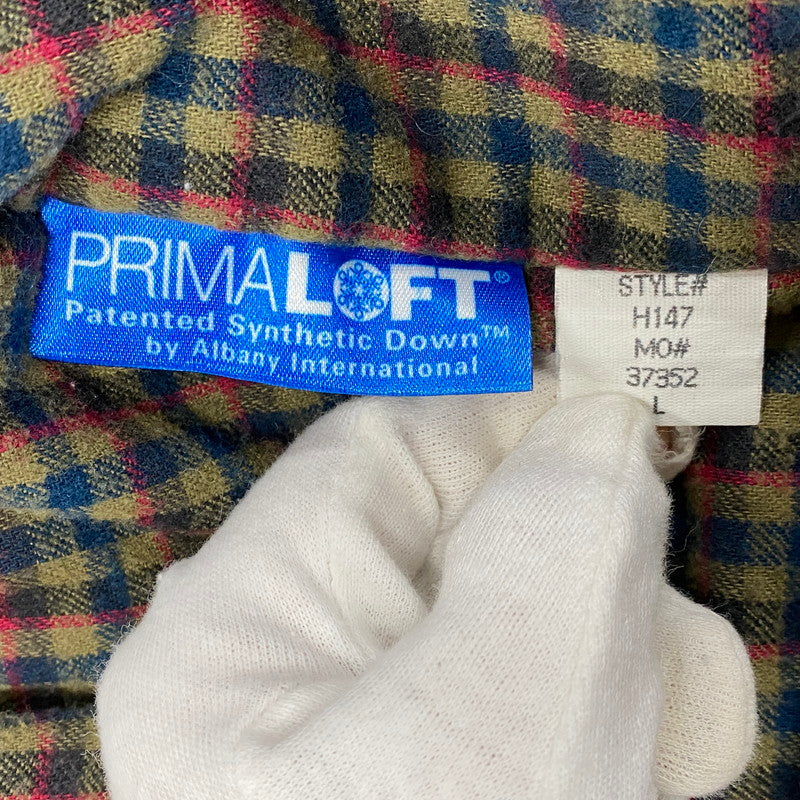 PRIMALOFT®
Patented Synthetic Down™
by Albany International
STYLE#
H147
MO#
37352
L